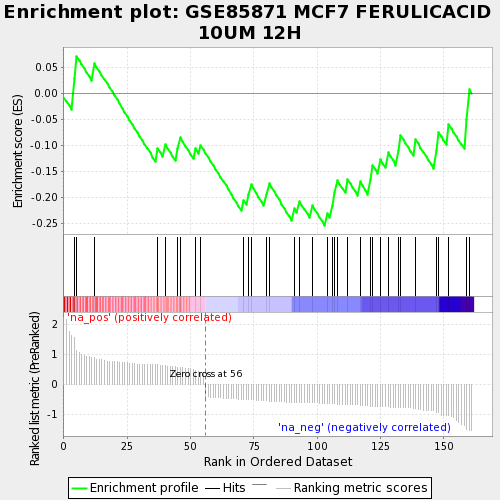 Enrichment plot: GSE85871 MCF7 FERULICACID
10UM 12H
Enrichment score (ES)
0.05
0.00
-0.05
-0.10
-0.15
-0.20
-0.25
Ranked list metric (PreRanked)
'na_pos' (positively correlated)
2
1
0
-1
Zero cross at 56
'na_neg' (negatively correlated)
0 25 50 75 100 125 150
Rank in Ordered Dataset
Enrichment profile Hits Ranking metric scores